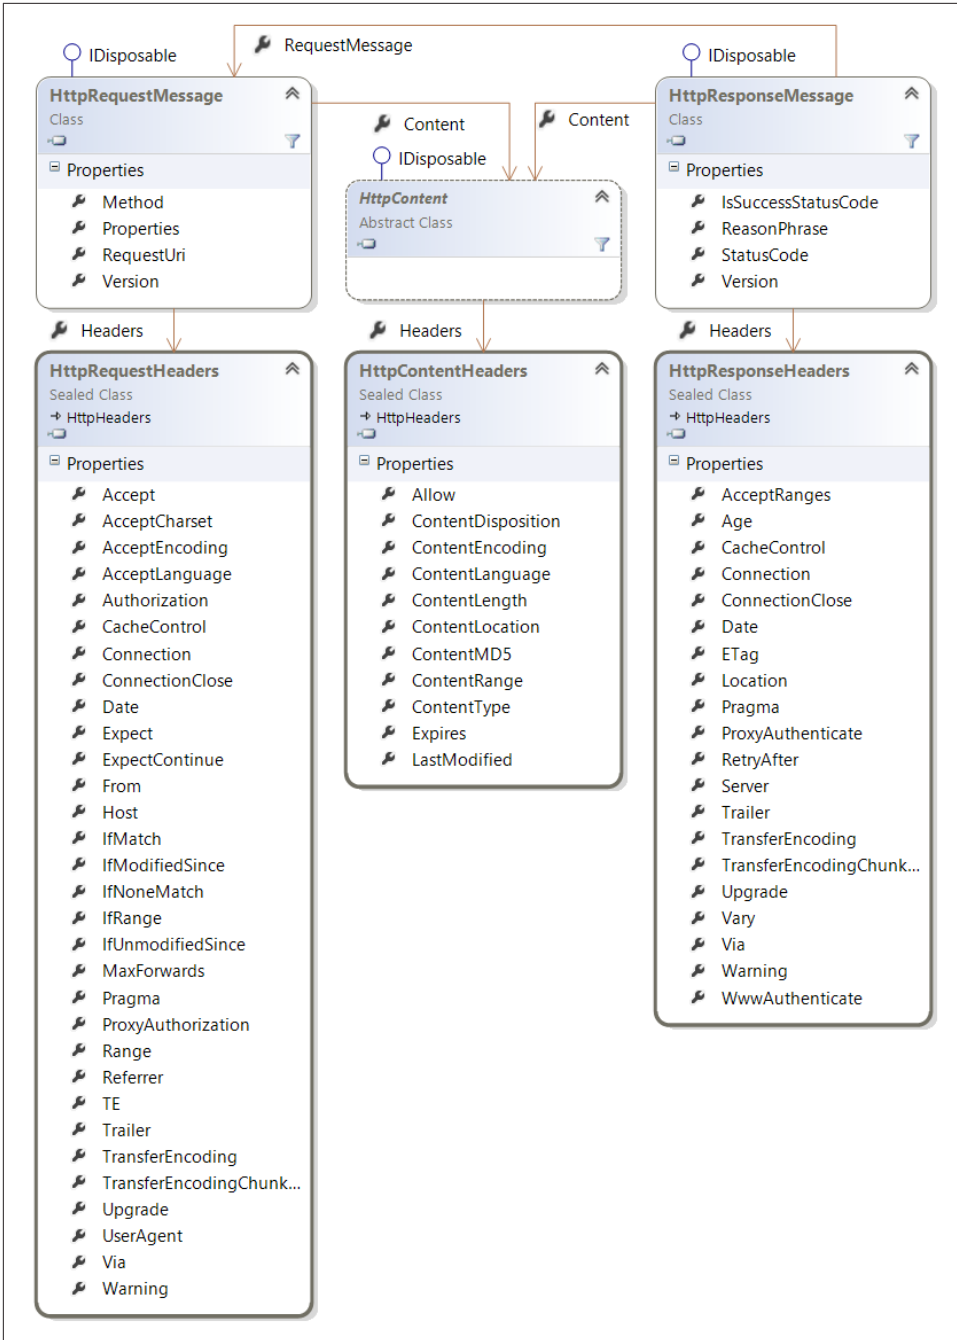 RequestMessage
IDisposable
IDisposable
HttpRequestMessage
Class
Properties
Method
Properties
RequestUri
Version
Content
Content
IDisposable
HttpContent
Abstract Class
HttpResponseMessage
Class
Properties
IsSuccessStatusCode
ReasonPhrase
StatusCode
Version
Headers
Headers
Headers
HttpRequestHeaders
Sealed Class
HttpHeaders
Properties
Accept
AcceptCharset
AcceptEncoding
AcceptLanguage
Authorization
CacheControl
Connection
ConnectionClose
Date
Expect
ExpectContinue
From
Host
IfMatch
IfModifiedSince
IfNoneMatch
IfRange
IfUnmodifiedSince
MaxForwards
Pragma
ProxyAuthorization
Range
Referrer
TE
Trailer
TransferEncoding
TransferEncodingChunk...
Upgrade
UserAgent
Via
Warning
HttpContentHeaders
Sealed Class
HttpHeaders
Properties
Allow
ContentDisposition
ContentEncoding
ContentLanguage
ContentLength
ContentLocation
ContentMD5
ContentRange
ContentType
Expires
LastModified
HttpResponseHeaders
Sealed Class
HttpHeaders
Properties
AcceptRanges
Age
CacheControl
Connection
ConnectionClose
Date
ETag
Location
Pragma
ProxyAuthenticate
RetryAfter
Server
Trailer
TransferEncoding
TransferEncodingChunk...
Upgrade
Vary
Via
Warning
WwwAuthenticate